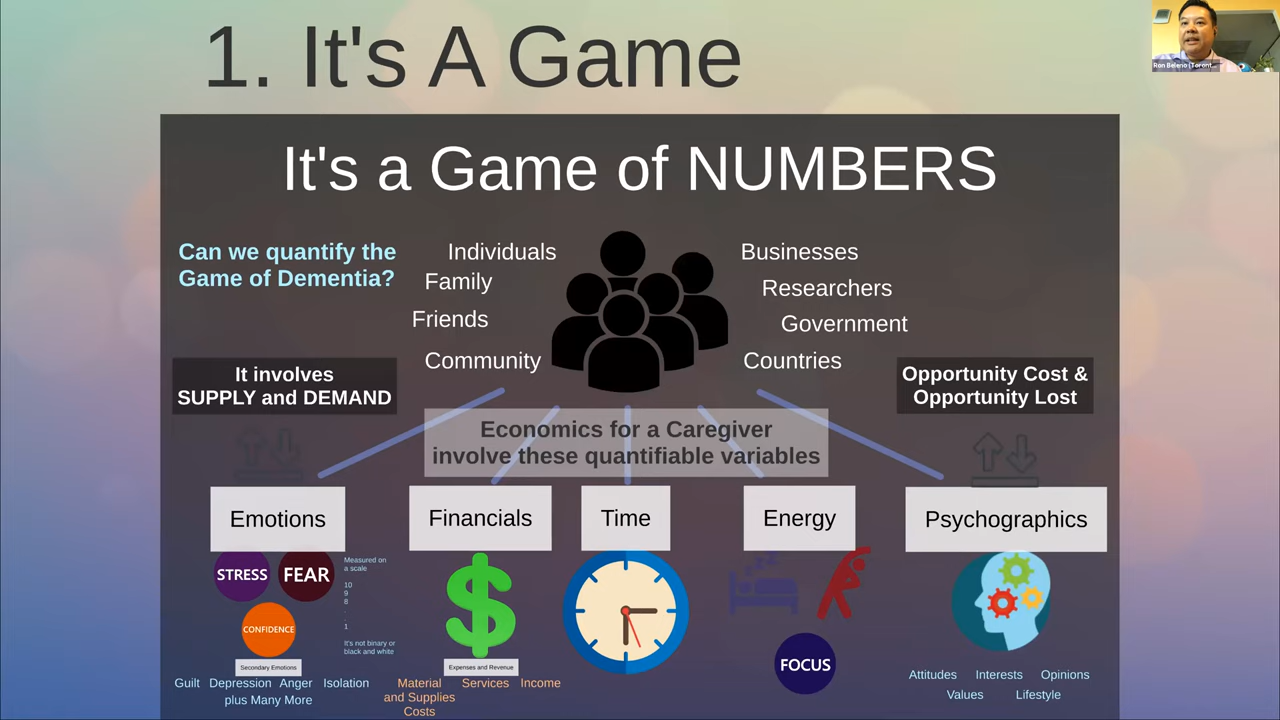 1. It's A Game
Ron Beleno (Toront...
It's a Game of NUMBERS
Can we quantify the
Game of Dementia?
Individuals
Family
Friends
Community
Businesses
Researchers
Government
Countries
It involves
SUPPLY and DEMAND
Opportunity Cost &
Opportunity Lost
Economics for a Caregiver
involve these quantifiable variables
Emotions
Financials
Time
Energy
Psychographics
STRESS
FEAR
CONFIDENCE
Measured on
a scale
10
9
8
.
.
1
It's not binary or
black and white
Secondary Emotions
Guilt Depression Anger Isolation
plus Many More
$
Expenses and Revenue
Material
and Supplies
Costs
Services
Income
FOCUS
Attitudes Interests Opinions
Values Lifestyle